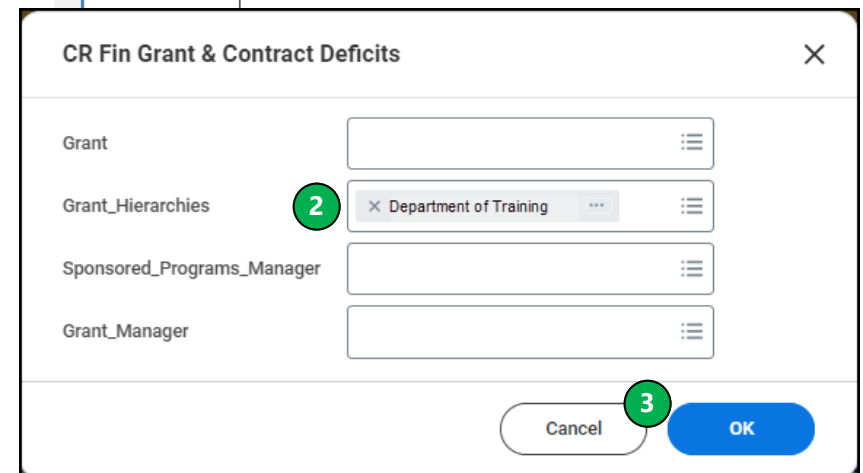 CR Fin Grant & Contract Deficits
Grant
Grant_Hierarchies 2 × Department of Training ...
Sponsored_Programs_Manager
Grant_Manager
3
Cancel OK